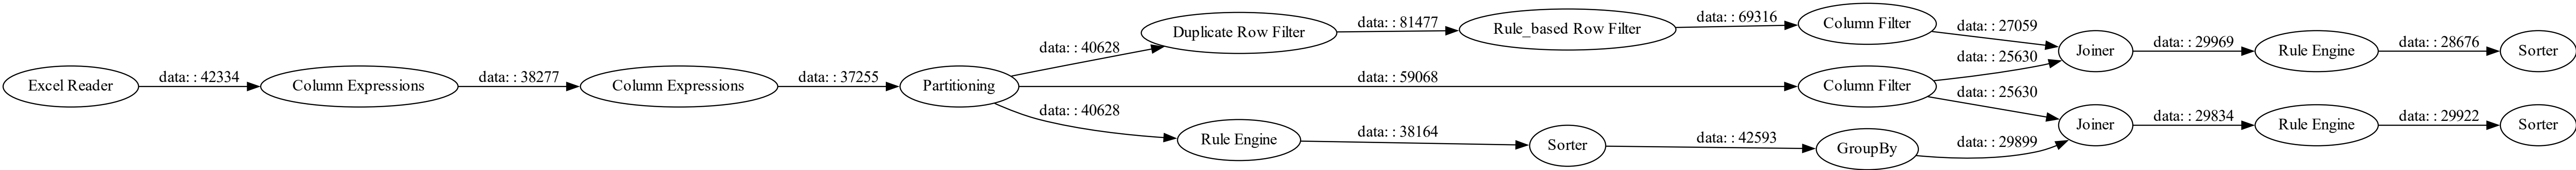 Excel Reader
data: : 42334
Column Expressions
data: : 38277
Column Expressions
data: : 37255
Partitioning
data: : 40628
Duplicate Row Filter
data: : 81477
Rule_based Row Filter
data: : 69316
Column Filter
data: : 27059
data: : 59068
Column Filter
data: : 25630
data: : 25630
data: : 40628
Rule Engine
data: : 38164
Sorter
data: : 42593
GroupBy
data: : 29899
Joiner
data: : 29969
Rule Engine
data: : 28676
Sorter
Joiner
data: : 29834
Rule Engine
data: : 29922
Sorter